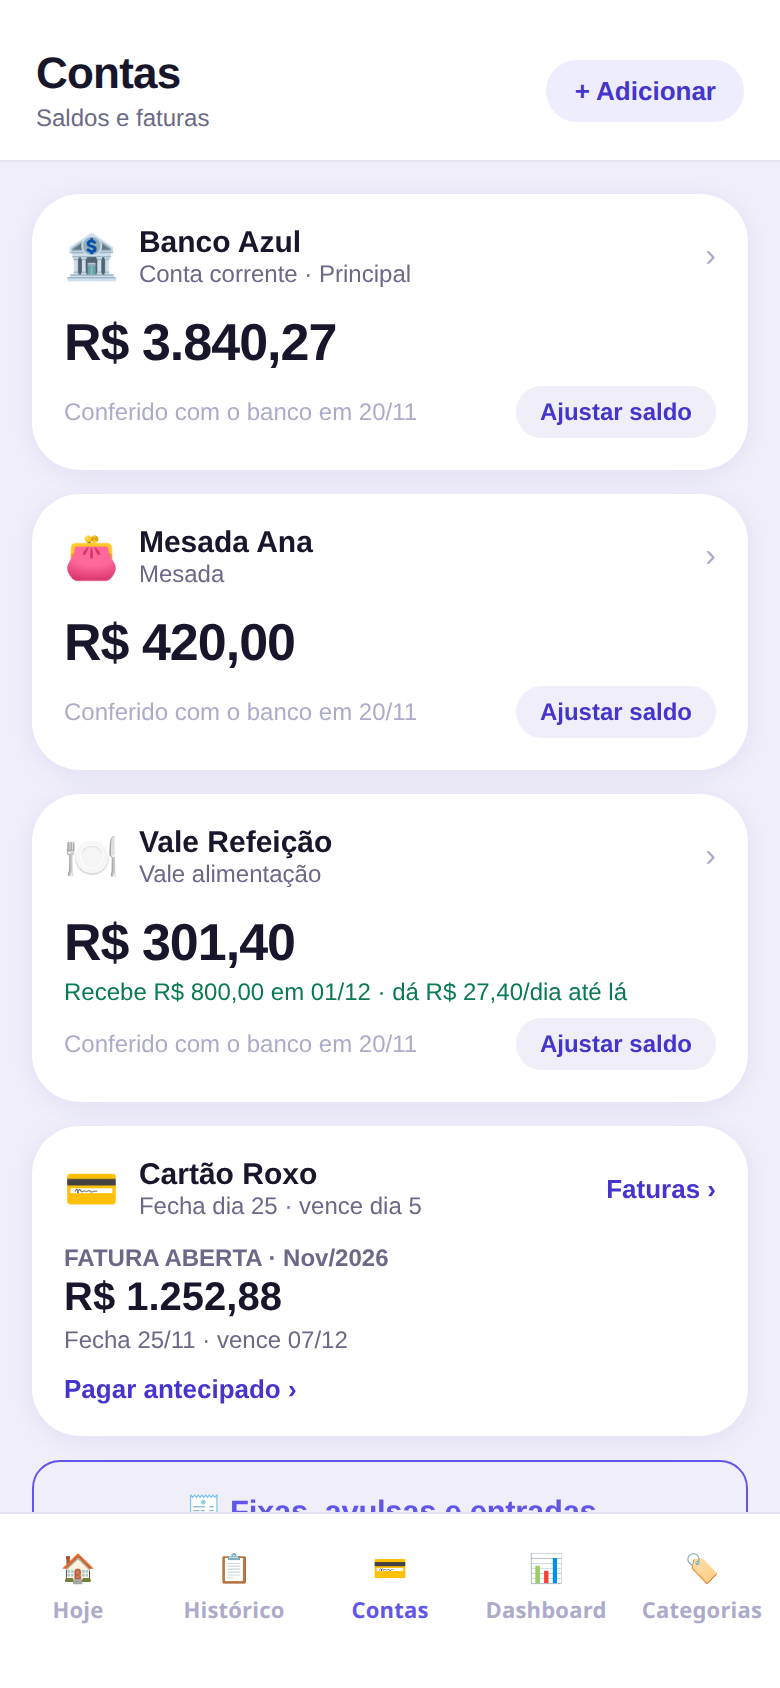 Contas
Saldos e faturas
+ Adicionar
Banco Azul
Conta corrente · Principal
›
R$ 3.840,27
Conferido com o banco em 20/11
Ajustar saldo
Mesada Ana
Mesada
›
R$ 420,00
Conferido com o banco em 20/11
Ajustar saldo
Vale Refeição
Vale alimentação
›
R$ 301,40
Recebe R$ 800,00 em 01/12 · dá R$ 27,40/dia até lá
Conferido com o banco em 20/11
Ajustar saldo
Cartão Roxo
Fecha dia 25 · vence dia 5
Faturas ›
FATURA ABERTA · Nov/2026
R$ 1.252,88
Fecha 25/11 · vence 07/12
Pagar antecipado ›
Fixas, avulsas e entradas
Hoje
Histórico
Contas
Dashboard
Categorias